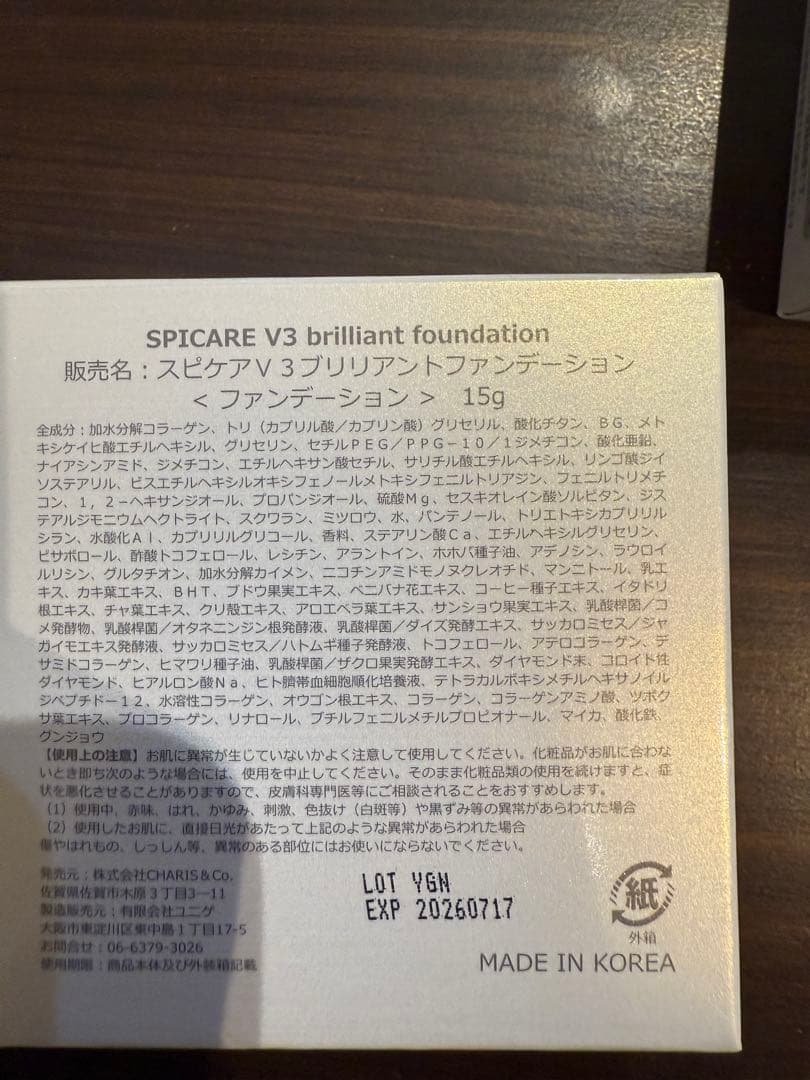 SPICARE V3 brilliant foundation
販売名：スピケアＶ３ブリリアントファンデーション
＜ファンデーション＞　15g
全成分：加水分解コラーゲン、トリ（カプリル酸／カプリン酸）グリセリル、酸化チタン、ＢＧ、メト
キシケイヒ酸エチルヘキシル、グリセリン、セチルＰＥＧ／ＰＰＧ－10／1ジメチコン、酸化亜鉛、
ナイアシンアミド、ジメチコン、エチルヘキサン酸セチル、サリチル酸エチルヘキシル、リンゴ酸ジイ
ソステアリル、ビスエチルヘキシルオキシフェノールメトキシフェニルトリアジン、フェニルトリメチ
コン、１，２－ヘキサンジオール、プロパンジオール、硫酸Ｍｇ、セスキオレイン酸ソルビタン、ジス
テアルジモニウムヘクトライト、スクワラン、ミツロウ、水、パンテノール、トリエトキシカプリリル
シラン、水酸化Ａｌ、カプリリルグリコール、香料、ステアリン酸Ｃａ、エチルヘキシルグリセリン、
ビサボロール、酢酸トコフェロール、レシチン、アラントイン、ホホバ種子油、アデノシン、ラウロイ
ルリシン、グルタチオン、加水分解カイメン、ニコチンアミドモノヌクレオチド、マンニトール、乳エ
キス、カキ葉エキス、ＢＨＴ、ブドウ果実エキス、ベニバナ花エキス、コーヒー種子エキス、イタドリ
根エキス、チャ葉エキス、クリ殻エキス、アロエベラ葉エキス、サンショウ果実エキス、乳酸桿菌／コ
メ発酵物、乳酸桿菌／オタネニンジン根発酵液、乳酸桿菌／ダイズ発酵エキス、サッカロミセス／ジャ
ガイモエキス発酵液、サッカロミセス／ハトムギ種子発酵液、トコフェロール、アテロコラーゲン、デ
サミドコラーゲン、ヒマワリ種子油、乳酸桿菌／ザクロ果実発酵エキス、ダイヤモンド末、コロイド性
ダイヤモンド、ヒアルロン酸Ｎａ、ヒト臍帯血細胞順化培養液、テトラカルボキシメチルヘキサノイル
ジペプチド－１２、水溶性コラーゲン、オウゴン根エキス、コラーゲン、コラーゲンアミノ酸、ツボク
サ葉エキス、プロコラーゲン、リナロール、ブチルフェニルメチルプロピオナール、マイカ、酸化鉄、
グンジョウ
【使用上の注意】お肌に異常が生じていないかよく注意して使用してください。化粧品がお肌に合わな
いとき即ち次のような場合には、使用を中止してください。そのまま化粧品類の使用を続けますと、症
状を悪化させることがありますので、皮膚科専門医等にご相談されることをおすすめします。
（1）使用中、赤味、はれ、かゆみ、刺激、色抜け（白斑等）や黒ずみ等の異常があらわれた場合
（2）使用したお肌に、直接日光があたって上記のような異常があらわれた場合
傷やはれもの、しっしん等、異常のある部位にはお使いにならないでください。
発売元：株式会社CHARIS＆Co.
佐賀県佐賀市木原３丁目3－11
製造販売元：有限会社ユニゲ
大阪市東淀川区東中島１丁目17-5
お問合せ：06-6379-3026
使用期限：商品本体及び外装箱記載
LOT YGN
EXP 20260717
紙
外箱
MADE IN KOREA